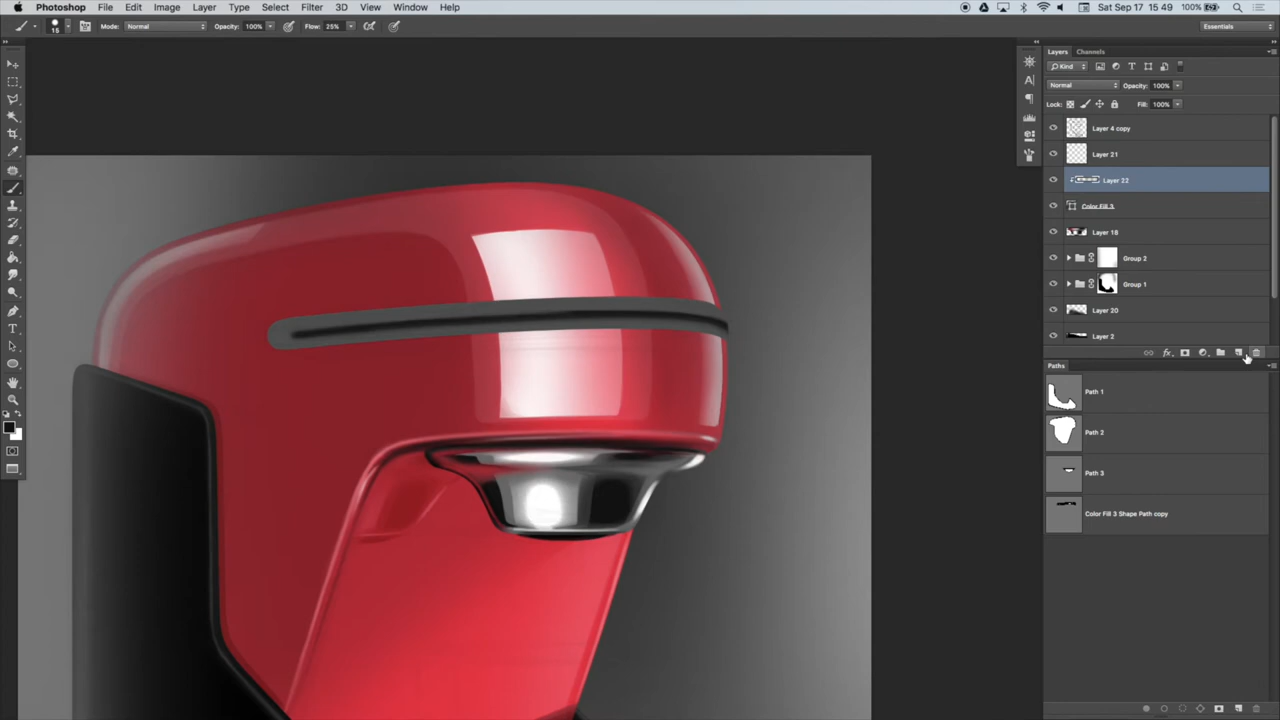 Photoshop File Edit Image Layer Type Select Filter 3D View Window Help 100% Sat Sep 17 15 49
15 Mode: Normal Opacity: 100% Flow: 25% Essentials
Layers Channels
Kind
Normal Opacity: 100%
Lock: Fill: 100%
Layer 4 copy
Layer 21
Layer 22
Color Fill 3
Layer 18
Group 2
Group 1
Layer 20
Layer 2
fx
Paths
Path 1
Path 2
Path 3
Color Fill 3 Shape Path copy